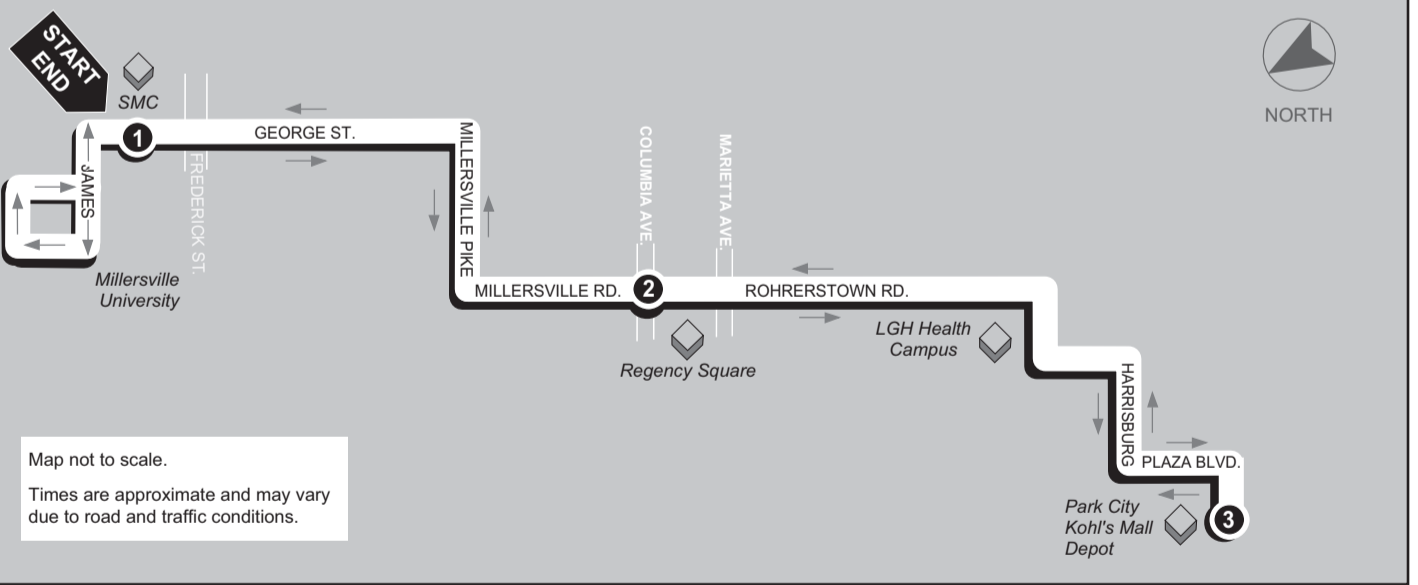 START
END
SMC
1
GEORGE ST.
FREDERICK ST.
JAMES
Millersville
University
MILLERSVILLE PIKE
COLUMBIA AVE.
MARIETTA AVE.
NORTH
MILLERSVILLE RD.
2
ROHRERSTOWN RD.
Regency Square
LGH Health
Campus
HARRISBURG
PLAZA BLVD.
Park City
Kohl's Mall
Depot
3
Map not to scale.
Times are approximate and may vary
due to road and traffic conditions.